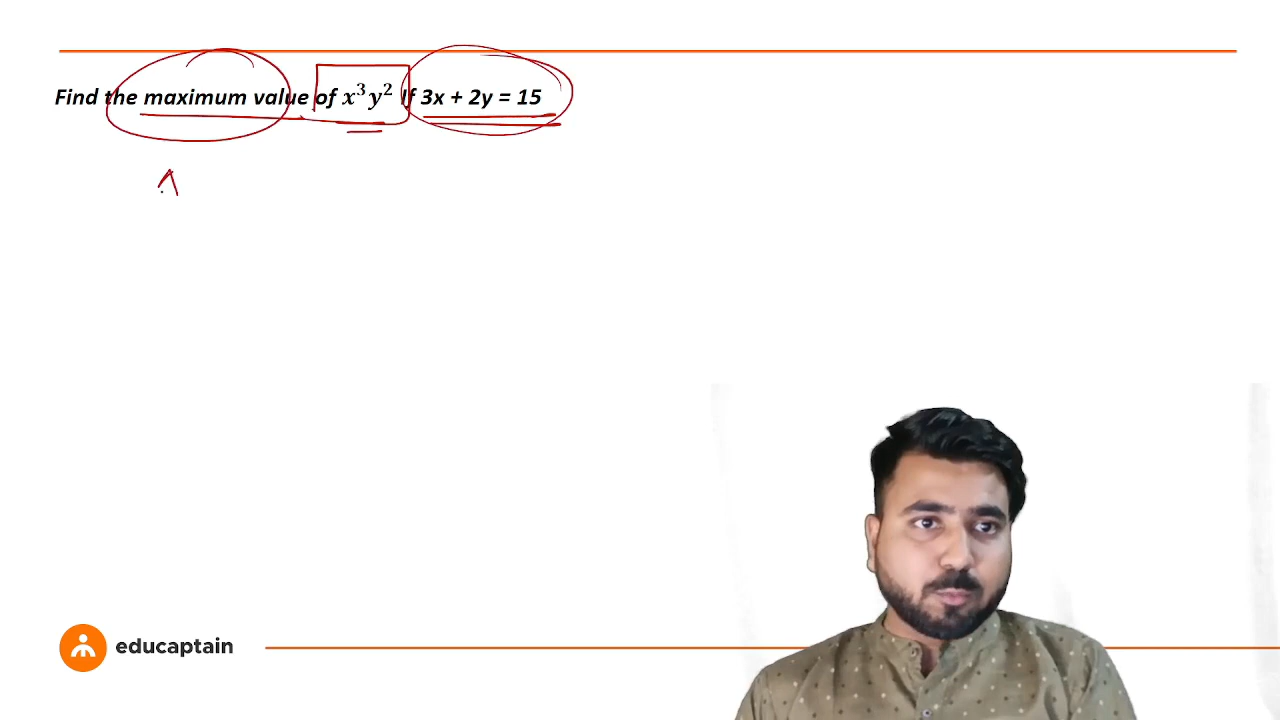 Find the maximum value of x³y² If 3x + 2y = 15
educaptain